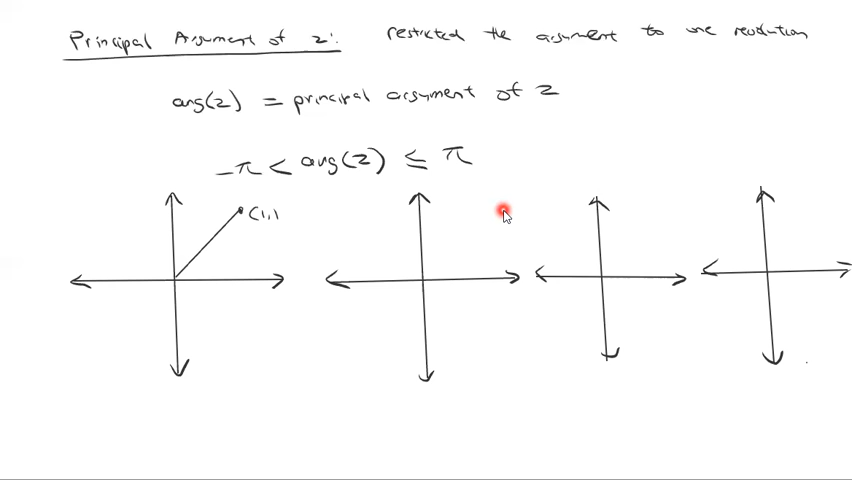 Principal Argument of z: restricted the argument to one revolution
arg(z) = principal argument of z
-π < arg(z) ≤ π
(1,1)